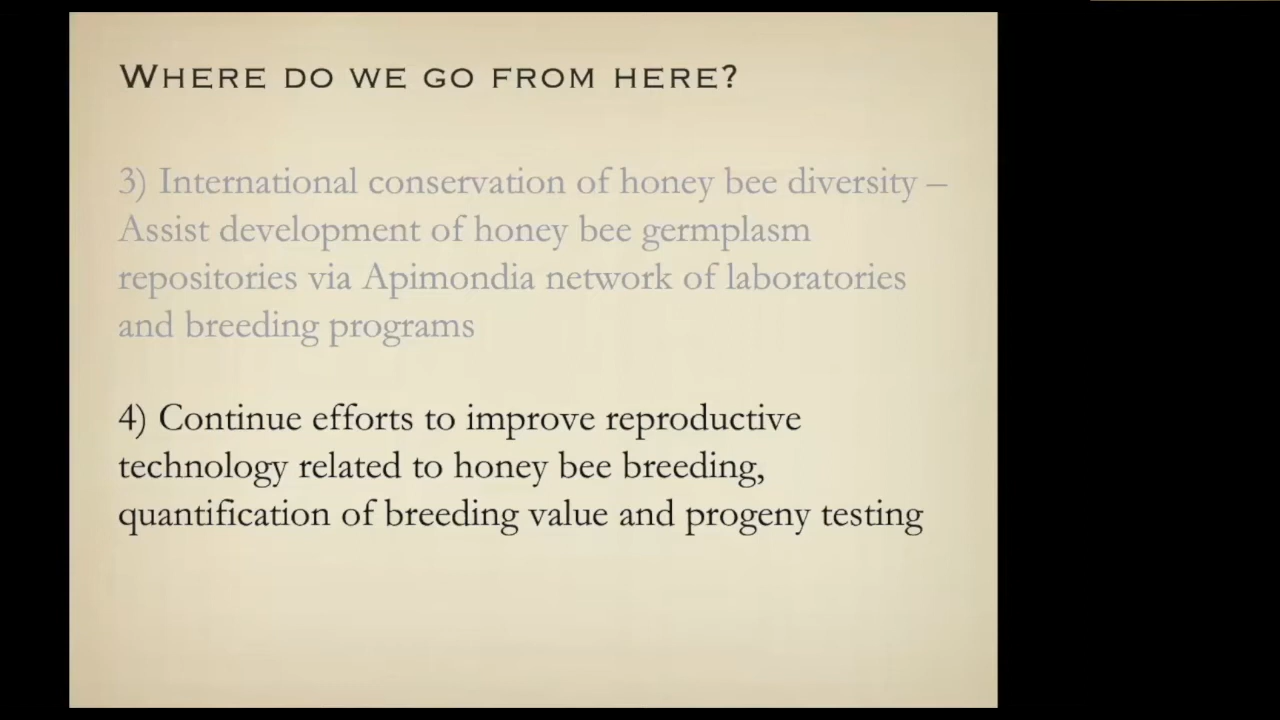 WHERE DO WE GO FROM HERE?
3) International conservation of honey bee diversity –
Assist development of honey bee germplasm
repositories via Apimondia network of laboratories
and breeding programs
4) Continue efforts to improve reproductive
technology related to honey bee breeding,
quantification of breeding value and progeny testing